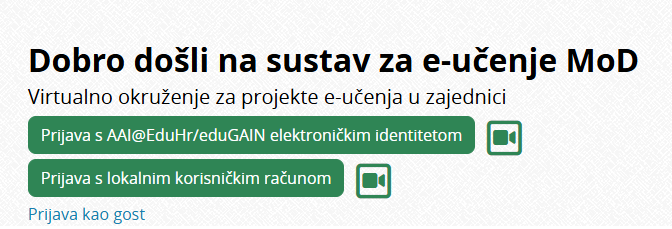 Dobro došli na sustav za e-učenje MoD
Virtualno okruženje za projekte e-učenja u zajednici
Prijava s AAI@EduHr/eduGAIN elektroničkim identitetom
Prijava s lokalnim korisničkim računom
Prijava kao gost